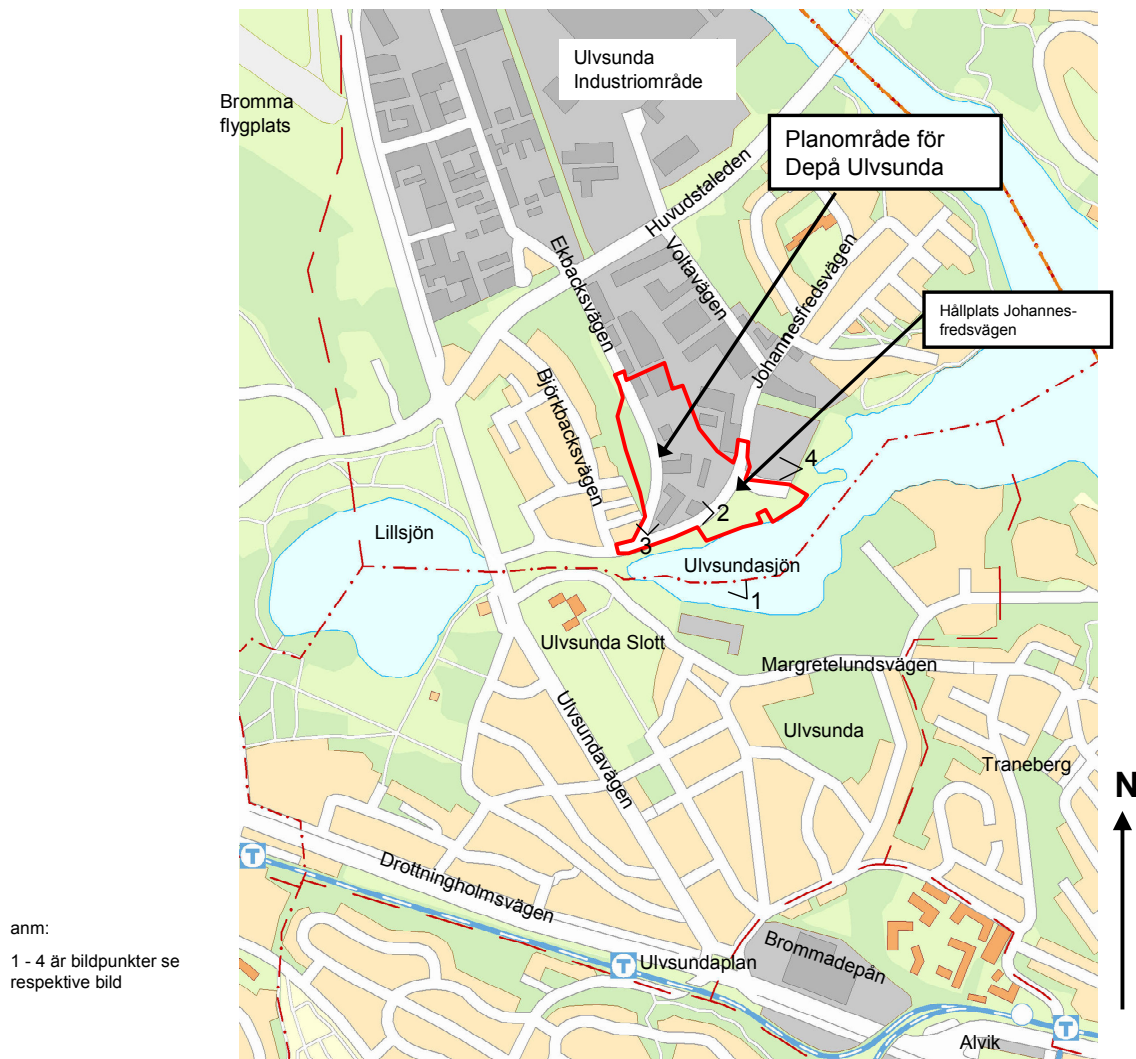 Ulvsunda
Industriområde
Bromma
flygplats
Planområde för
Depå Ulvsunda
Huvudstaleden
Ekbacksvägen
Voltavägen
Johannesfredsvägen
Hållplats Johannes-
fredsvägen
Björkbacksvägen
4
2
3
Lillsjön
Ulvsundasjön
1
Ulvsunda Slott
Margretelundsvägen
Ulvsundavägen
Ulvsunda
Traneberg
N
Drottningholmsvägen
T
anm:
1 - 4 är bildpunkter se
respektive bild
Brommadepån
Ulvsundaplan
T
T
Alvik